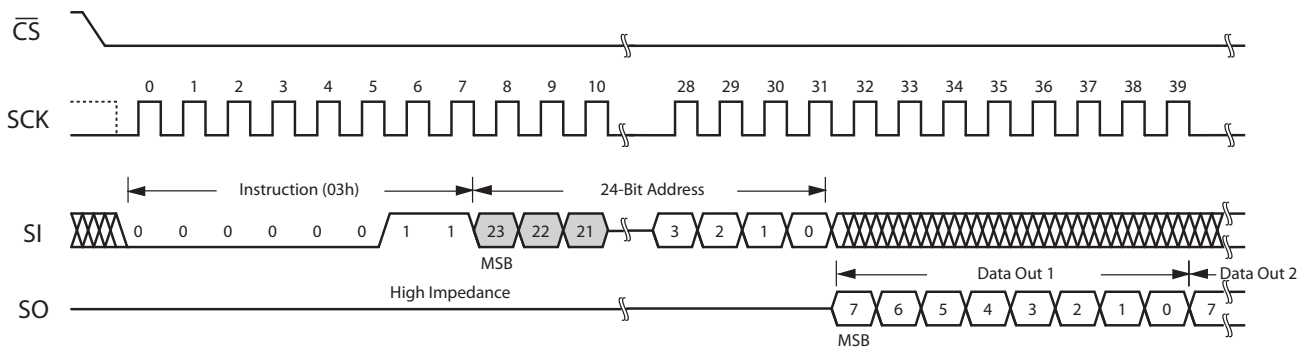 CS
0 1 2 3 4 5 6 7 8 9 10 28 29 30 31 32 33 34 35 36 37 38 39
SCK
Instruction (03h) 24-Bit Address
SI 0 0 0 0 0 0 1 1 23 22 21 3 2 1 0
MSB
Data Out 1 Data Out 2
High Impedance
SO 7 6 5 4 3 2 1 0 7
MSB